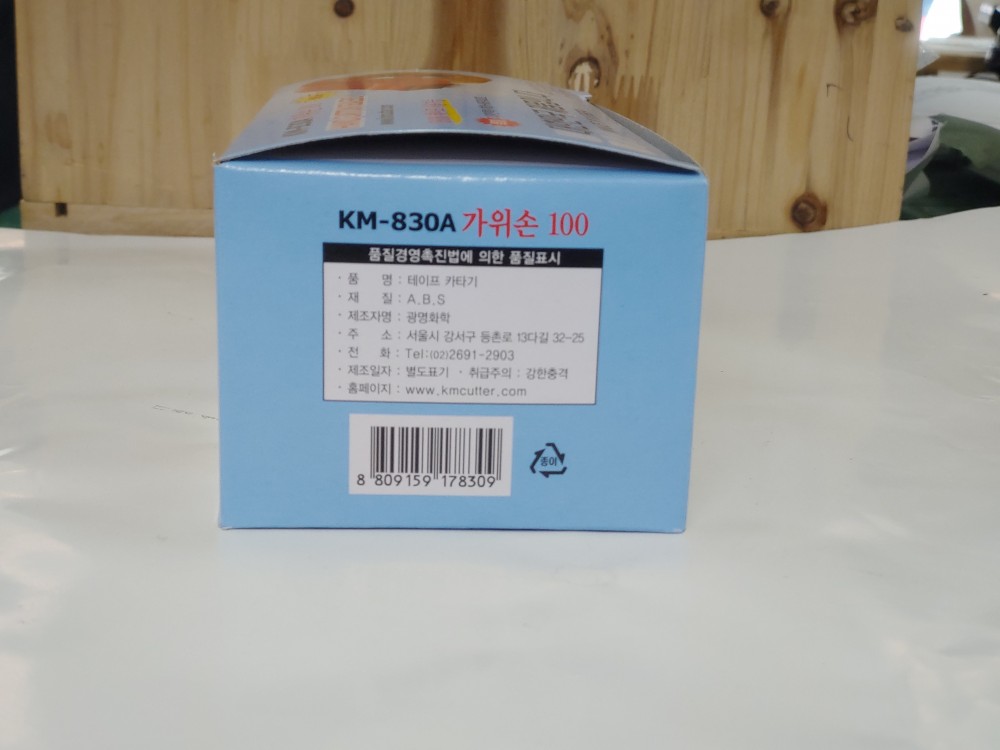 KM-830A 가위손 100
품질경영촉진법에 의한 품질표시
· 품 명 : 테이프 카타기
· 재 질 : A.B.S
· 제조자명 : 광명화학
· 주 소 : 서울시 강서구 등촌로 13다길 32-25
· 전 화 : Tel:(02)2691-2903
· 제조일자 : 별도표기 · 취급주의 : 강한충격
· 홈페이지 : www.kmcutter.com
8 809159 178309
종이